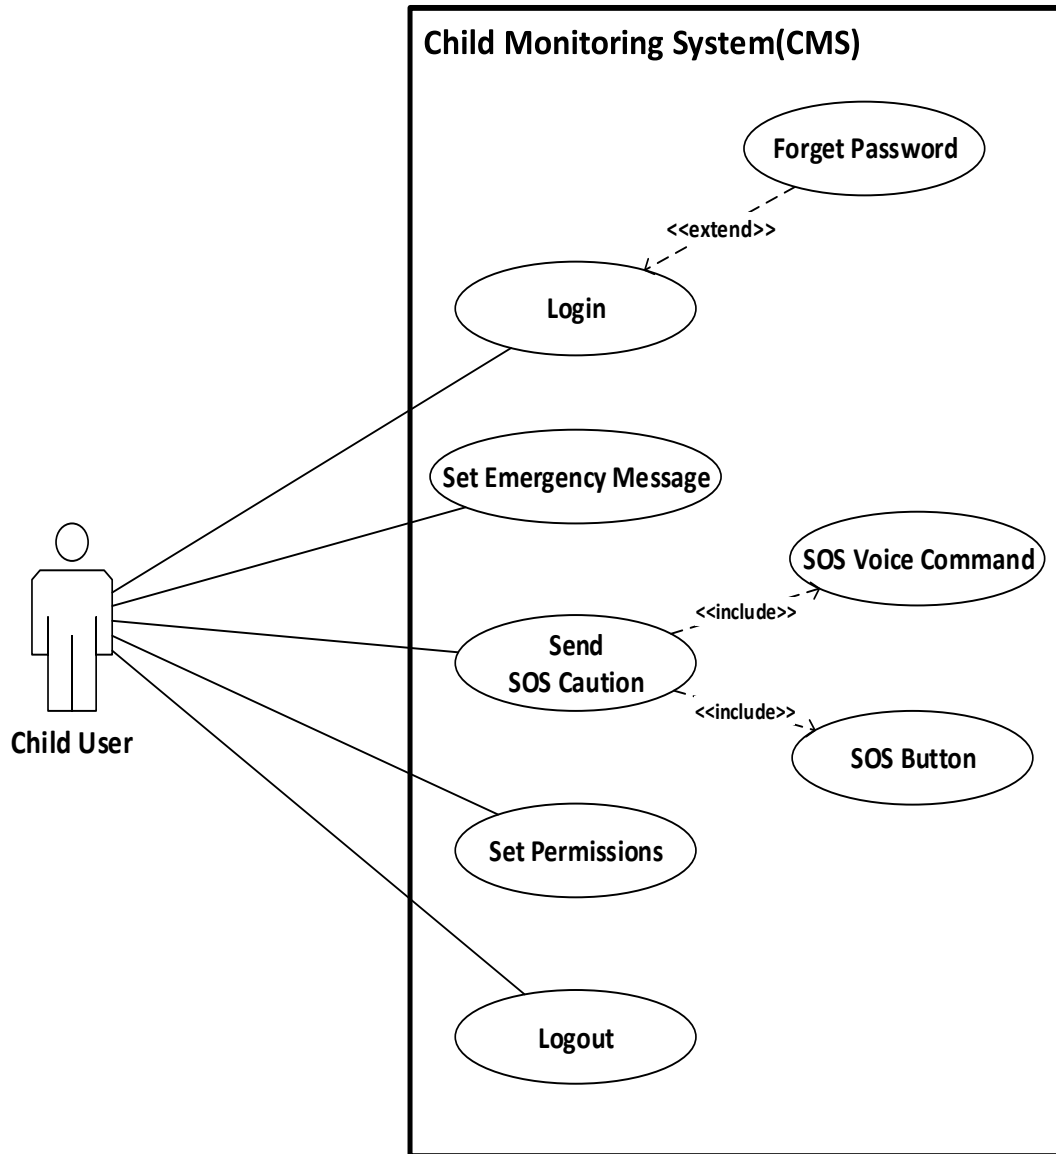 Child Monitoring System(CMS)
Forget Password
<<extend>>
Login
Set Emergency Message
SOS Voice Command
<<include>>
Send
SOS Caution
<<include>>
SOS Button
Child User
Set Permissions
Logout